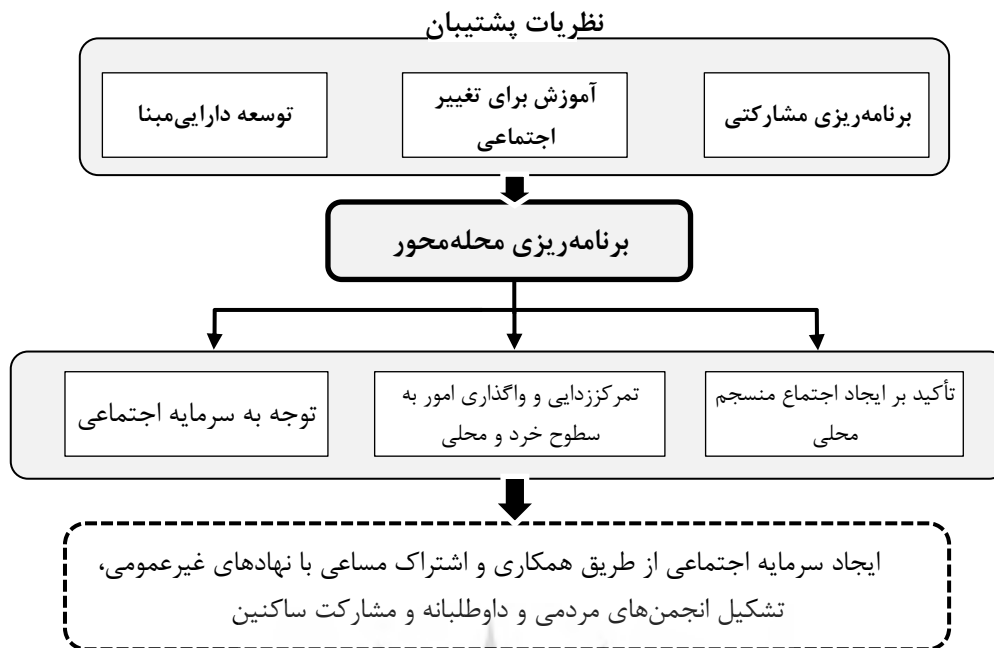 نظریات پشتیبان
برنامه‌ریزی مشارکتی
آموزش برای تغییر
اجتماعی
توسعه دارایی‌مبنا
برنامه‌ریزی محله‌محور
تأکید بر ایجاد اجتماع منسجم
محلی
تمرکززدایی و واگذاری امور به
سطوح خرد و محلی
توجه به سرمایه اجتماعی
ایجاد سرمایه اجتماعی از طریق همکاری و اشتراک مساعی با نهادهای غیرعمومی،
تشکیل انجمن‌های مردمی و داوطلبانه و مشارکت ساکنین